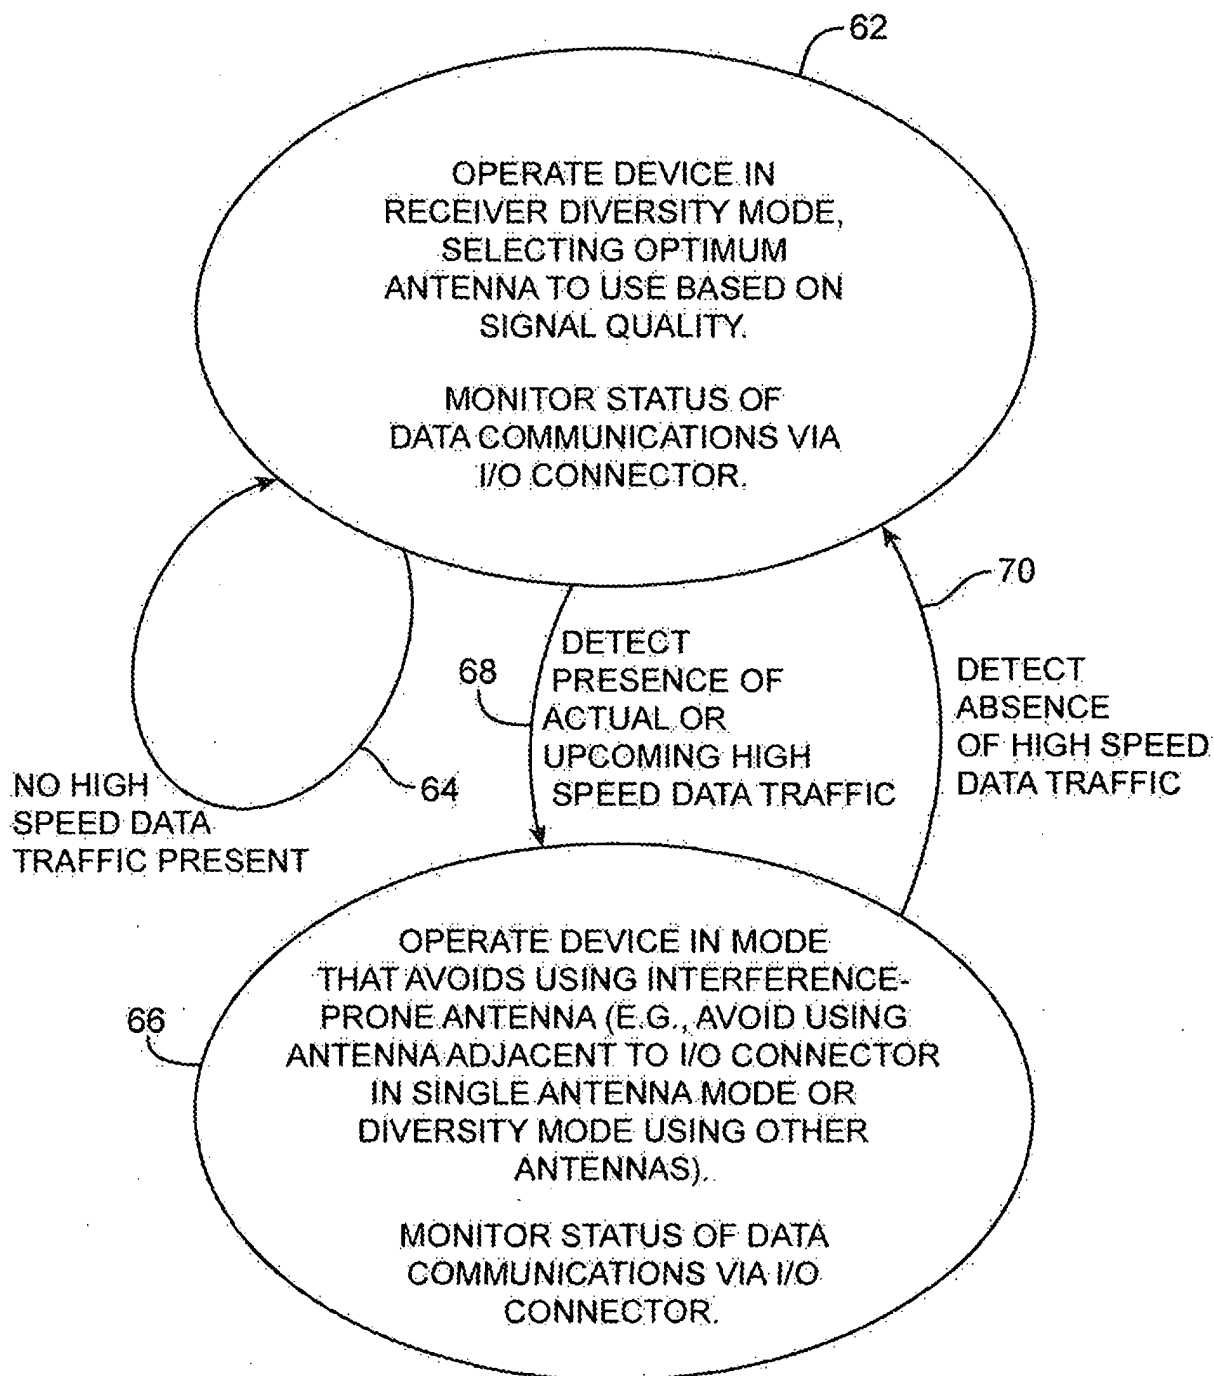 62
OPERATE DEVICE IN
RECEIVER DIVERSITY MODE,
SELECTING OPTIMUM
ANTENNA TO USE BASED ON
SIGNAL QUALITY.
MONITOR STATUS OF
DATA COMMUNICATIONS VIA
I/O CONNECTOR.
64
NO HIGH
SPEED DATA
TRAFFIC PRESENT
68
DETECT
PRESENCE OF
ACTUAL OR
UPCOMING HIGH
SPEED DATA TRAFFIC
70
DETECT
ABSENCE
OF HIGH SPEED
DATA TRAFFIC
66
OPERATE DEVICE IN MODE
THAT AVOIDS USING INTERFERENCE-
PRONE ANTENNA (E.G., AVOID USING
ANTENNA ADJACENT TO I/O CONNECTOR
IN SINGLE ANTENNA MODE OR
DIVERSITY MODE USING OTHER
ANTENNAS).
MONITOR STATUS OF DATA
COMMUNICATIONS VIA I/O
CONNECTOR.